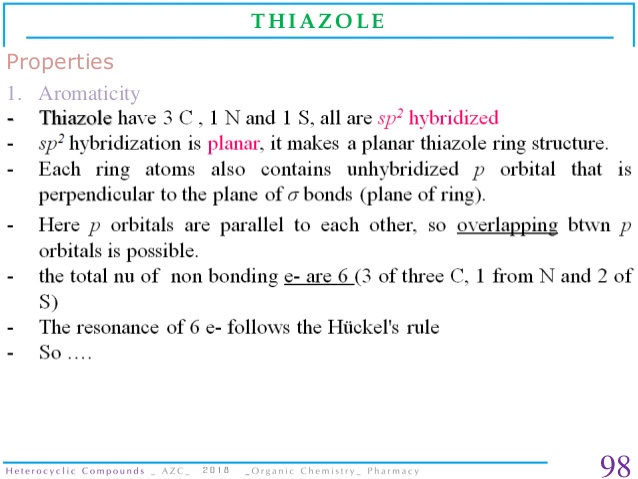 THIAZOLE
Properties
1. Aromaticity
- Thiazole have 3 C , 1 N and 1 S, all are sp² hybridized
- sp² hybridization is planar, it makes a planar thiazole ring structure.
- Each ring atoms also contains unhybridized p orbital that is
perpendicular to the plane of σ bonds (plane of ring).
- Here p orbitals are parallel to each other, so overlapping btwn p
orbitals is possible.
- the total nu of non bonding e- are 6 (3 of three C, 1 from N and 2 of
S)
- The resonance of 6 e- follows the Hückel's rule
- So ....
Heterocyclic Compounds _ AZC_ 2018 _Organic Chemistry_ Pharmacy
98